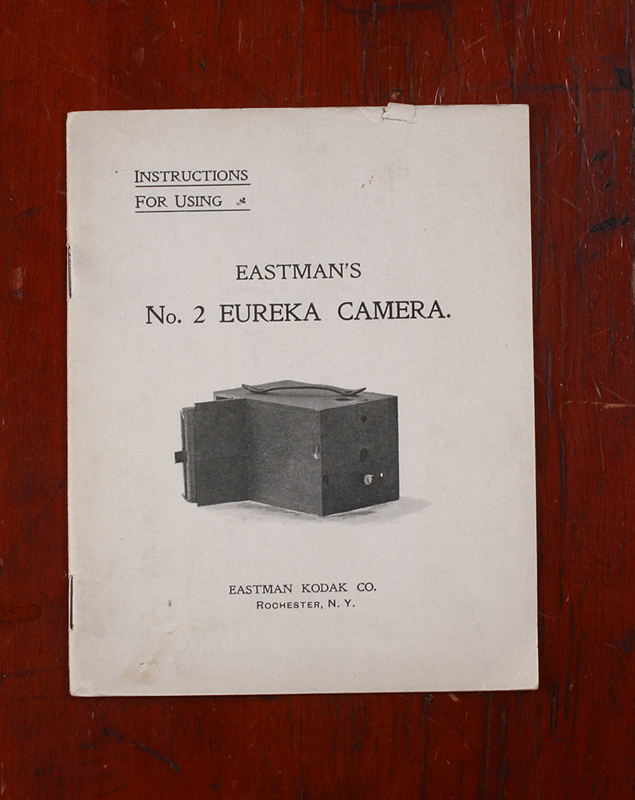 INSTRUCTIONS
FOR USING
EASTMAN'S
No. 2 EUREKA CAMERA.
EASTMAN KODAK CO.
ROCHESTER, N. Y.